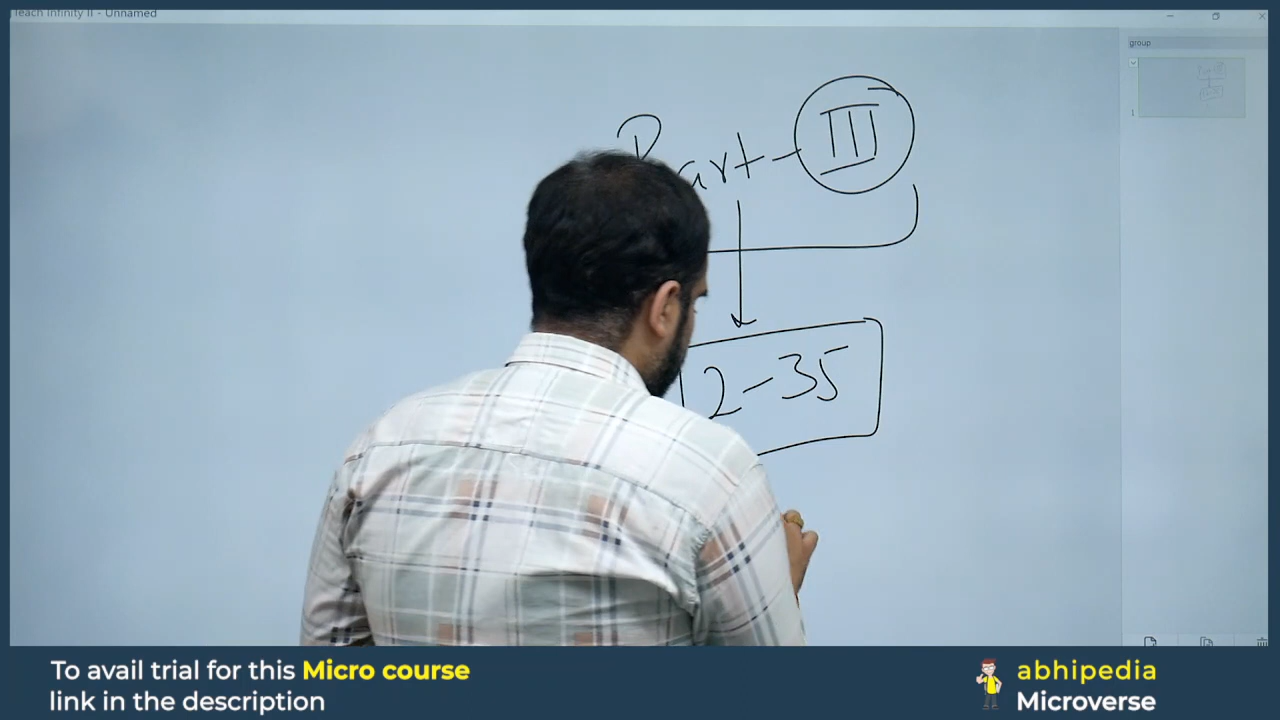 Teach Infinity II - Unnamed
group
Part - III
2-35
1
To avail trial for this Micro course
link in the description
abhipedia
Microverse